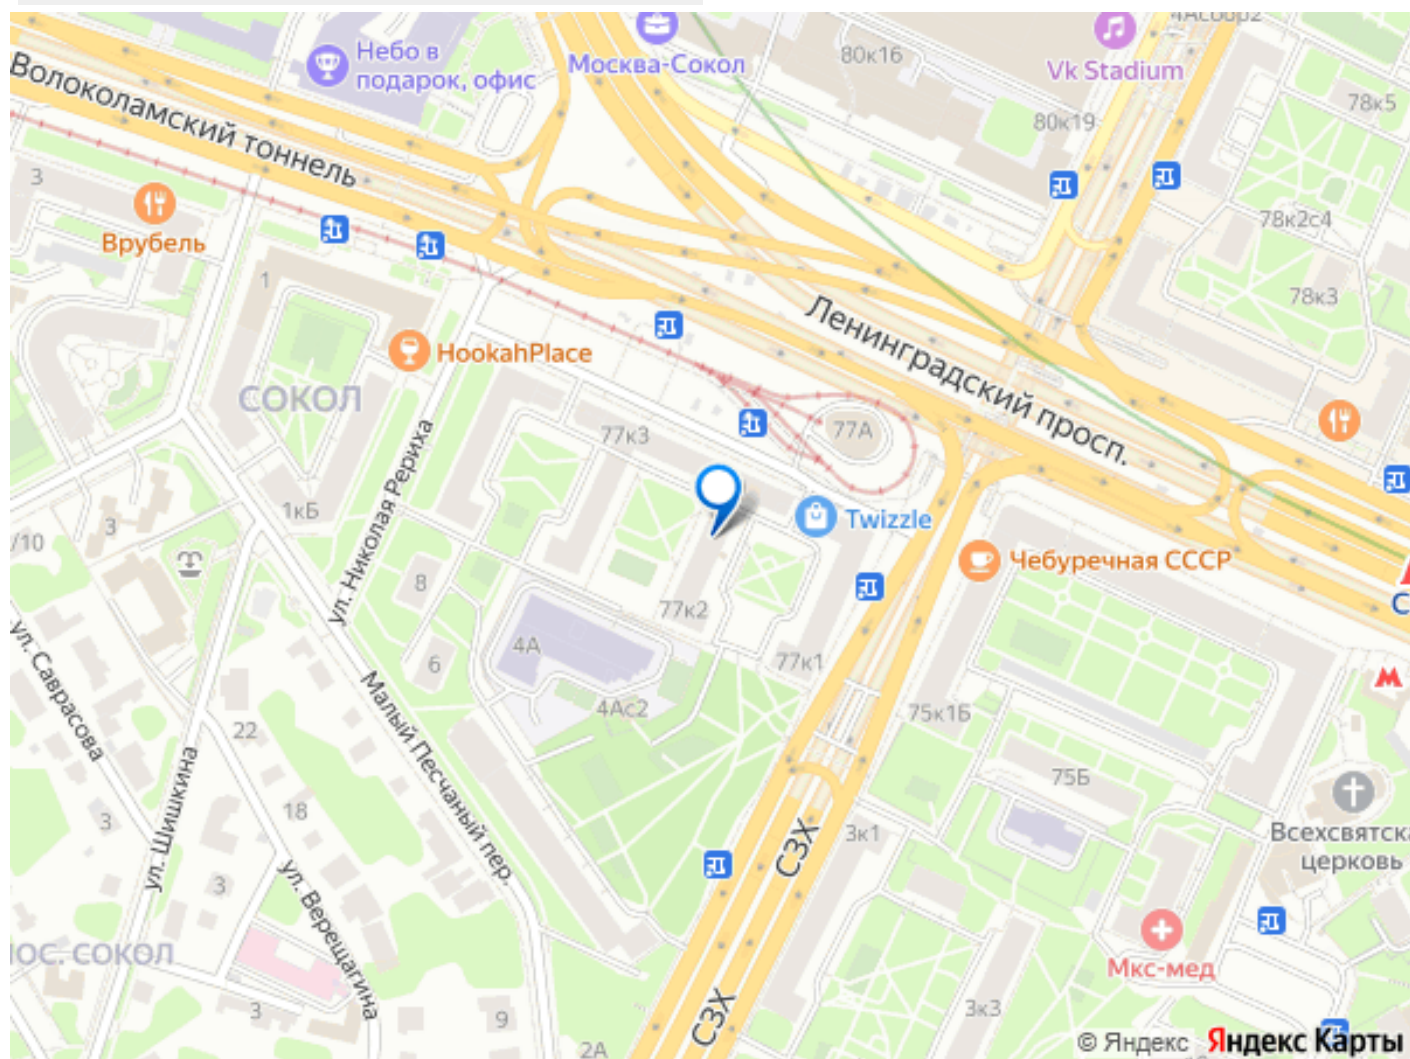 Небо в
подарок, офис
Москва-Сокол
80к16
Vk Stadium
78к5
80к19
Волоколамский тоннель
3
Врубель
78к2с4
78к3
1
Ленинградский просп.
HookahPlace
СОКОЛ
77к3
77А
ул. Николая Рериха
1кБ
3
/10
Twizzle
Чебуречная СССР
8
77к2
4А
6
77к1
4Ас2
75к1Б
ул. Саврасова
Малый Песчаный пер.
22
ул. Шишкина
75Б
18
3
3к1
СЗХ
Всехсвятска
церковь
3
ул. Верещагина
ОС. СОКОЛ
Мкс-мед
3
9
СЗХ
3к3
2А
© Яндекс Яндекс Карты